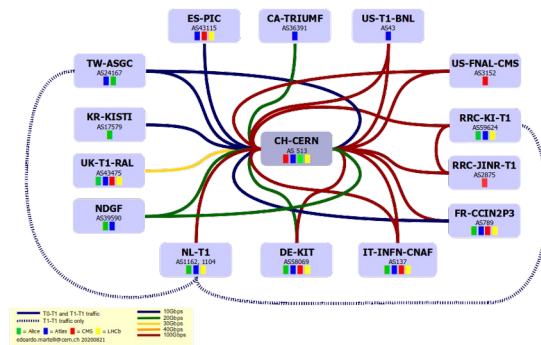 ES-PIC
AS43115
CA-TRIUMF
AS36391
US-T1-BNL
AS43
TW-ASGC
AS24167
US-FNAL-CMS
AS3152
KR-KISTI
AS17579
RRC-KI-T1
AS59624
CH-CERN
AS 513
UK-T1-RAL
AS43475
RRC-JINR-T1
AS2875
NDGF
AS39590
FR-CCIN2P3
AS789
NL-T1
AS1162, 1104
DE-KIT
AS58069
IT-INFN-CNAF
AS137
T0-T1 and T1-T1 traffic
T1-T1 traffic only
= Alice = Atlas = CMS = LHCb
edoardo.martelli@cern.ch 20200821
10Gbps
20Gbps
30Gbps
40Gbps
100Gbps